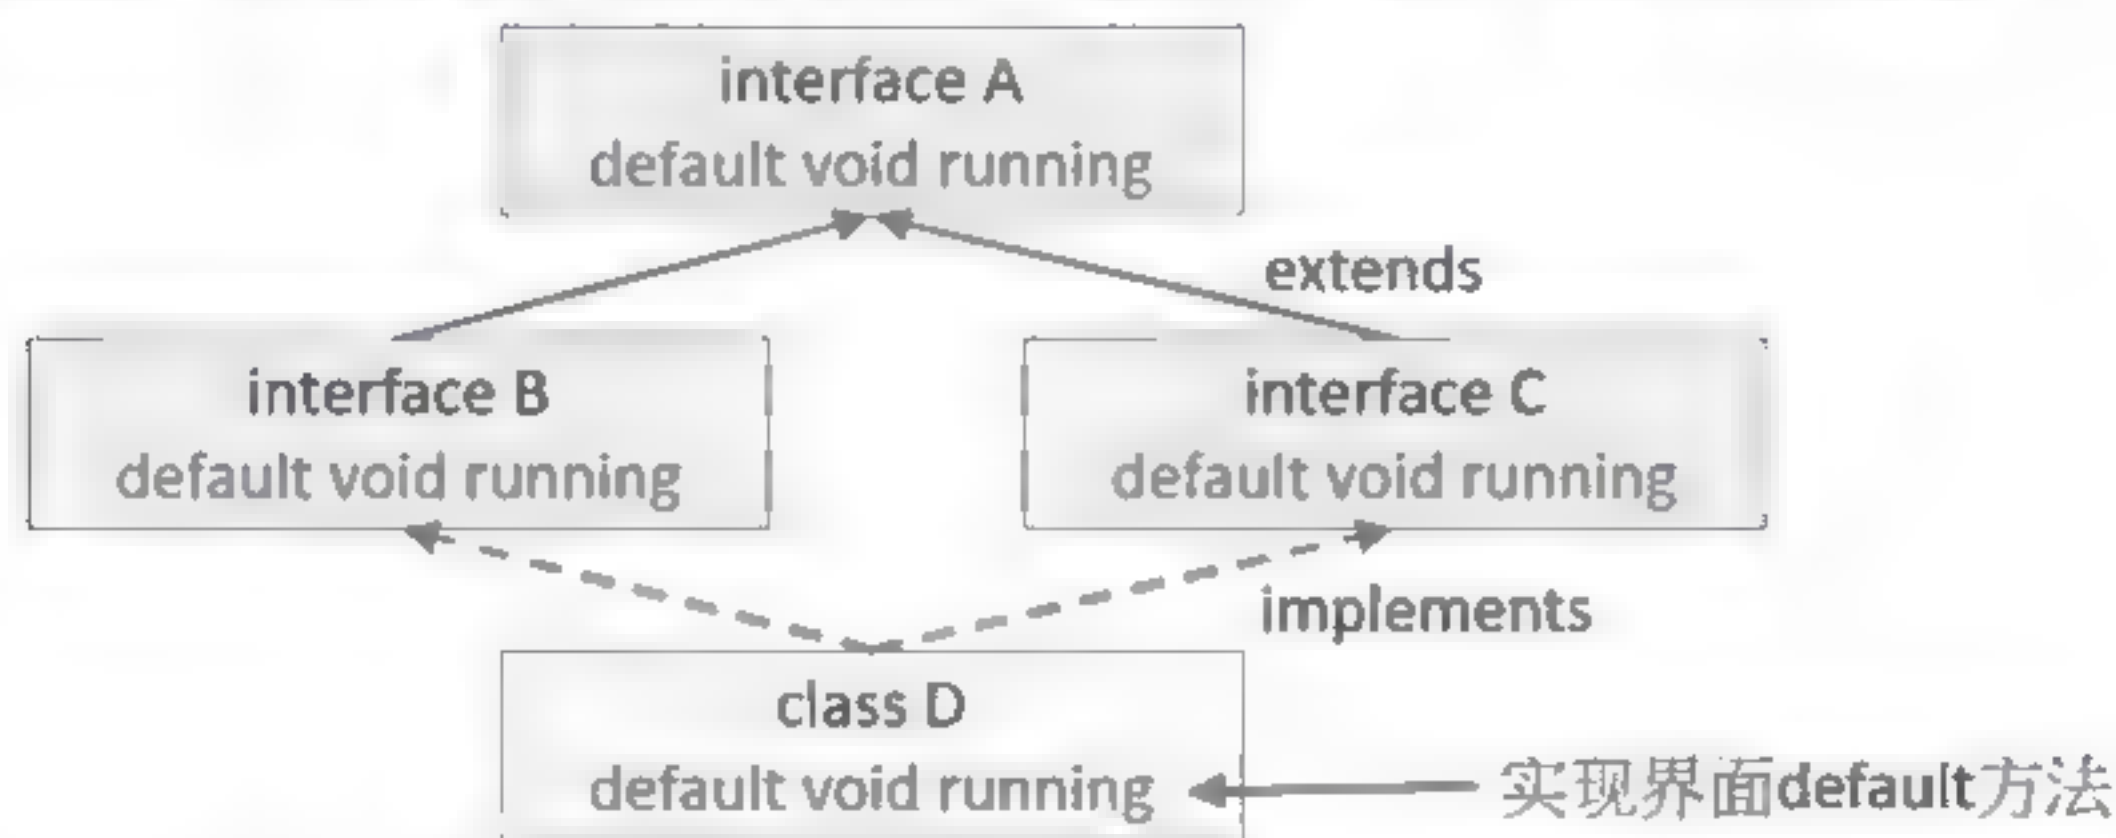 interface A
default void running
extends
interface B
default void running
interface C
default void running
implements
class D
default void running
实现界面default方法